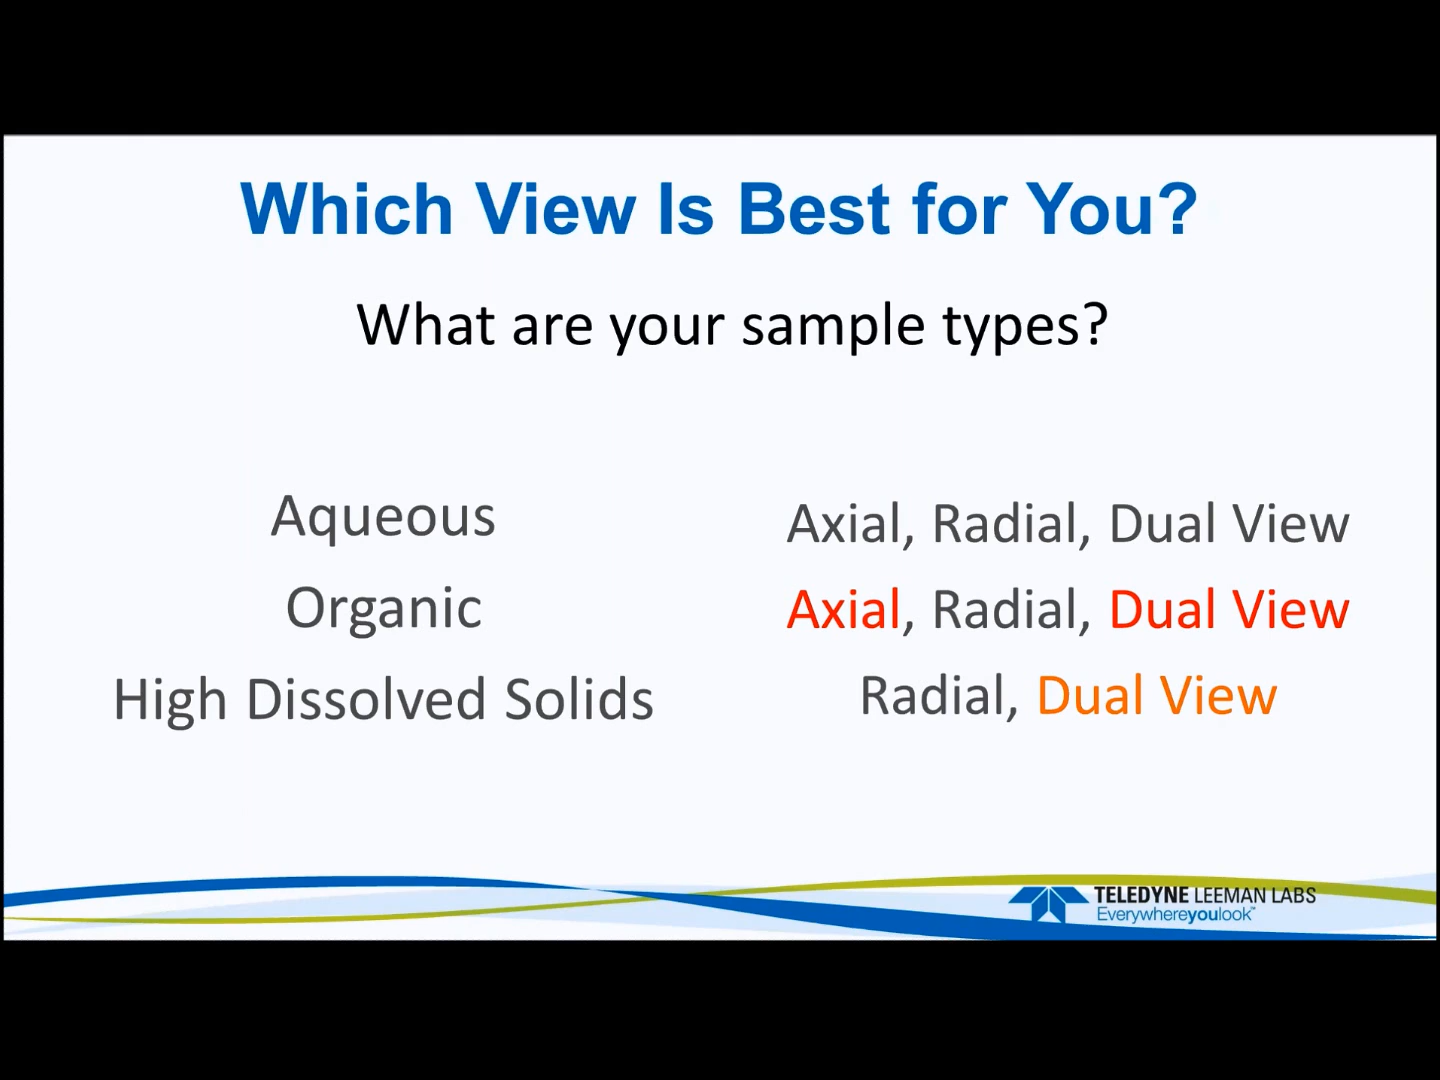 Which View Is Best for You?
What are your sample types?
Aqueous
Axial, Radial, Dual View
Organic
Axial, Radial, Dual View
High Dissolved Solids
Radial, Dual View
TELEDYNE LEEMAN LABS
Everywhereyoulook™